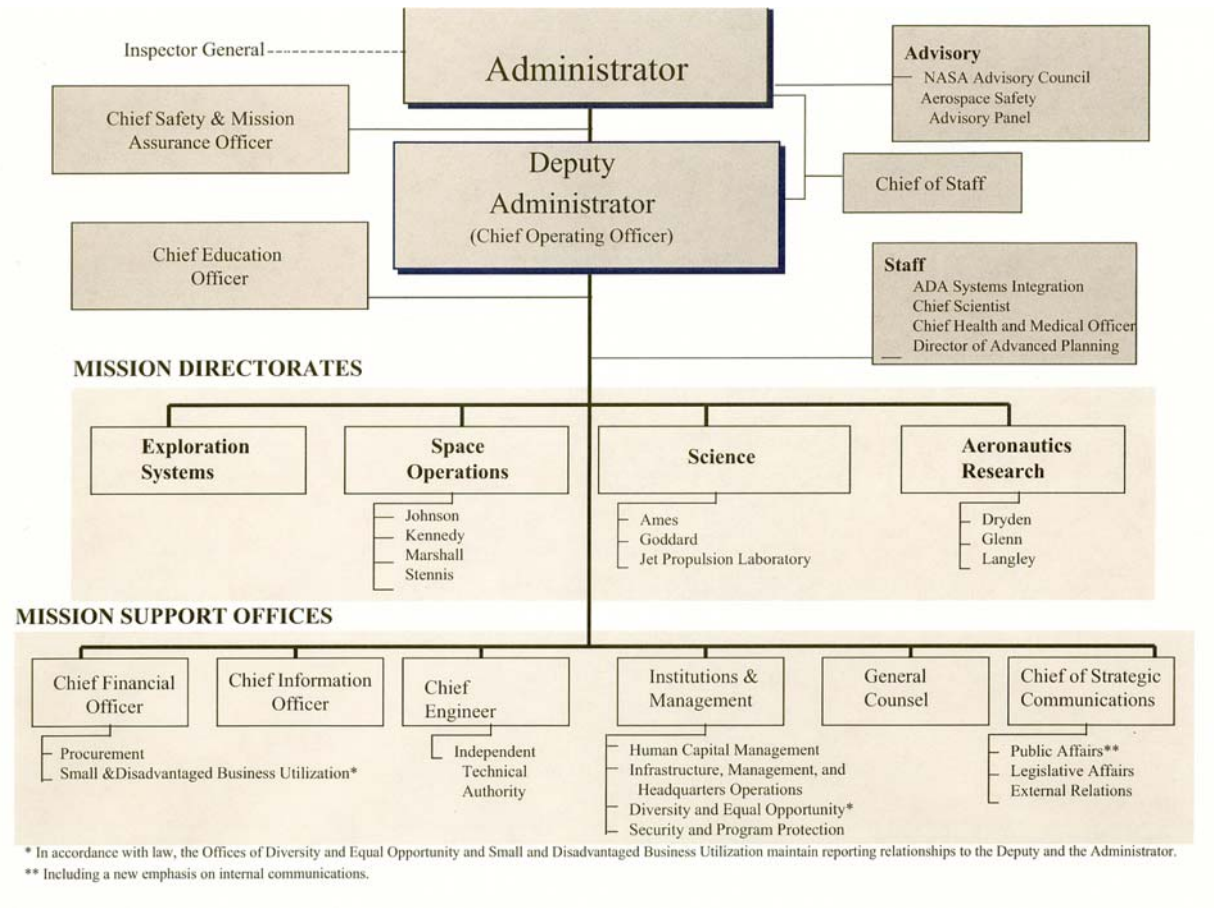 Inspector General
Administrator
Advisory
NASA Advisory Council
Aerospace Safety
Advisory Panel
Chief Safety & Mission
Assurance Officer
Deputy
Administrator
(Chief Operating Officer)
Chief of Staff
Chief Education
Officer
Staff
ADA Systems Integration
Chief Scientist
Chief Health and Medical Officer
Director of Advanced Planning
MISSION DIRECTORATES
Exploration
Systems
Space
Operations
Science
Aeronautics
Research
Johnson
Kennedy
Marshall
Stennis
Ames
Goddard
Jet Propulsion Laboratory
Dryden
Glenn
Langley
MISSION SUPPORT OFFICES
Chief Financial
Officer
Chief Information
Officer
Chief
Engineer
Institutions &
Management
General
Counsel
Chief of Strategic
Communications
Procurement
Small &Disadvantaged Business Utilization*
Independent
Technical
Authority
Human Capital Management
Infrastructure, Management, and
Headquarters Operations
Diversity and Equal Opportunity*
Security and Program Protection
Public Affairs**
Legislative Affairs
External Relations
* In accordance with law, the Offices of Diversity and Equal Opportunity and Small and Disadvantaged Business Utilization maintain reporting relationships to the Deputy and the Administrator.
** Including a new emphasis on internal communications.